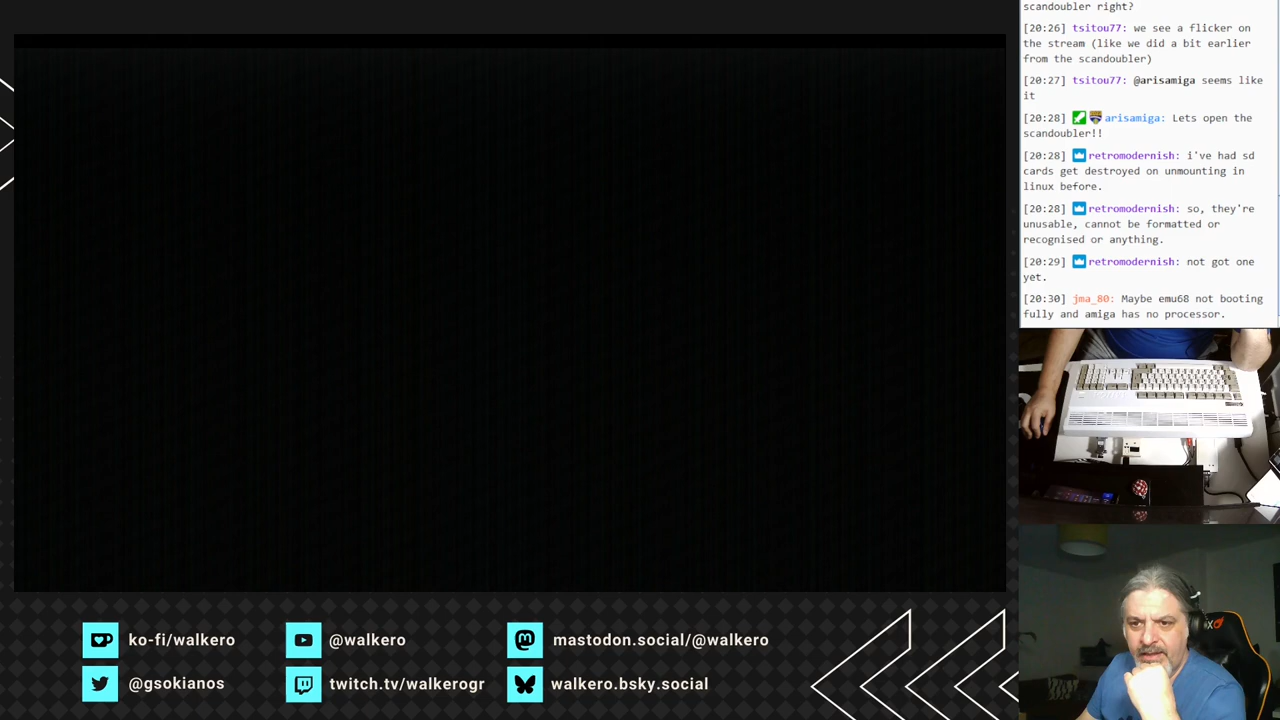 scandoubler right?
[20:26] tsitou77: we see a flicker on
the stream (like we did a bit earlier
from the scandoubler)
[20:27] tsitou77: @arisamiga seems like
it
[20:28] arisamiga: Lets open the
scandoubler!!
[20:28] retromodernish: i've had sd
cards get destroyed on unmounting in
linux before.
[20:28] retromodernish: so, they're
unusable, cannot be formatted or
recognised or anything.
[20:29] retromodernish: not got one
yet.
[20:30] jma_80: Maybe emu68 not booting
fully and amiga has no processor.
ko-fi/walkero
@walkero
mastodon.social/@walkero
@gsokianos
twitch.tv/walkerogr
walkero.bsky.social